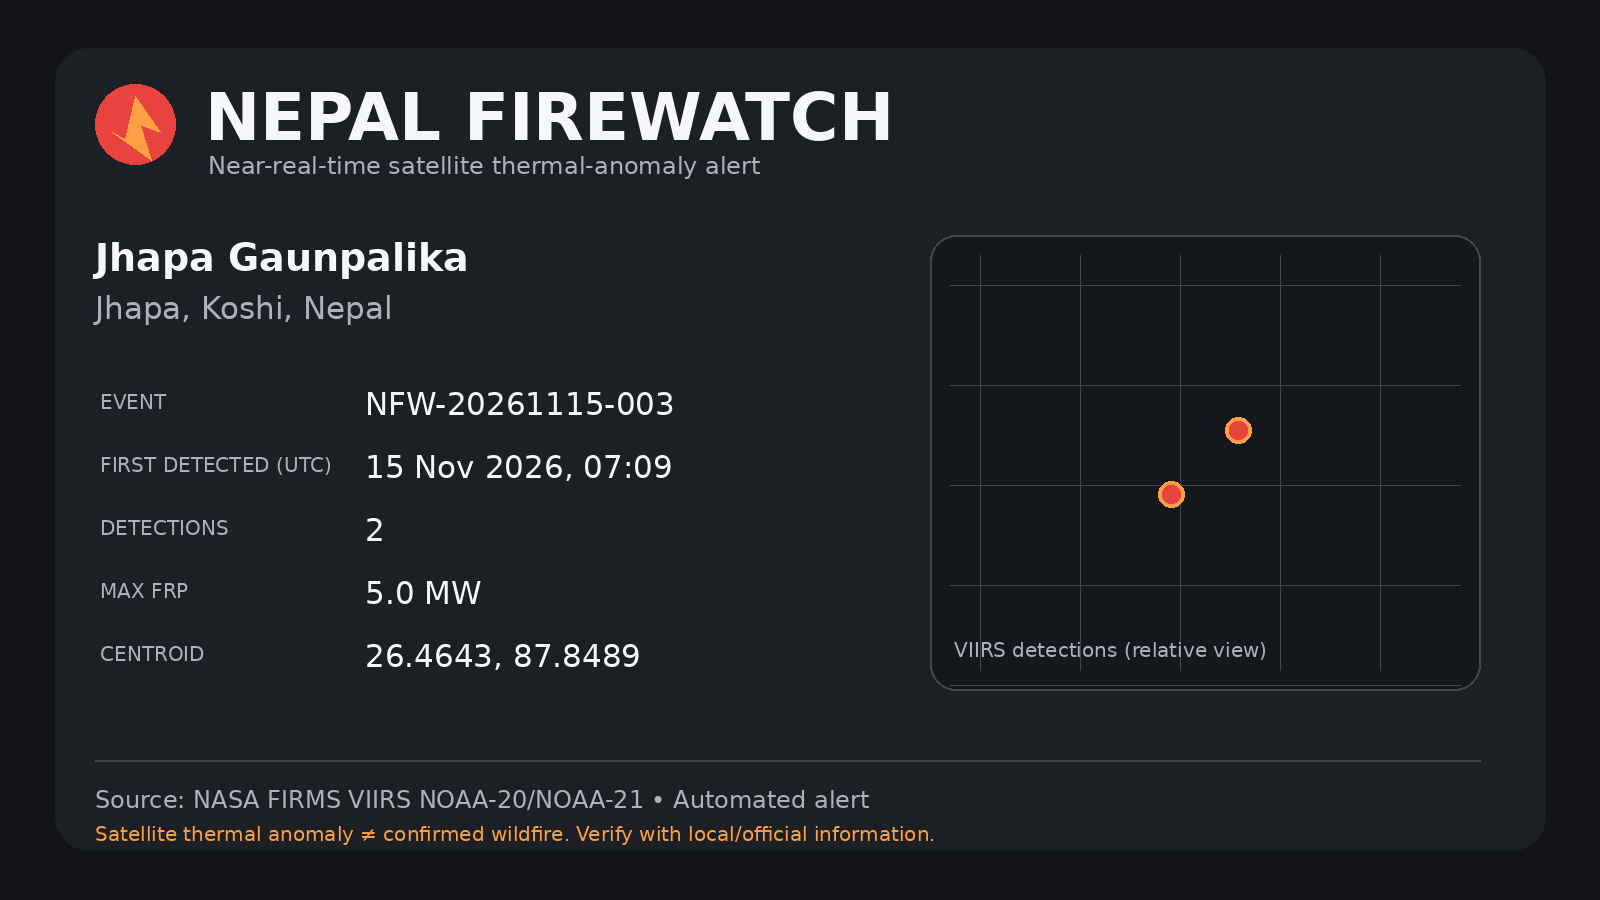 NEPAL FIREWATCH
Near-real-time satellite thermal-anomaly alert
Jhapa Gaunpalika
Jhapa, Koshi, Nepal
EVENT NFW-20261115-003
FIRST DETECTED (UTC) 15 Nov 2026, 07:09
DETECTIONS 2
MAX FRP 5.0 MW
CENTROID 26.4643, 87.8489
VIIRS detections (relative view)
Source: NASA FIRMS VIIRS NOAA-20/NOAA-21 • Automated alert
Satellite thermal anomaly ≠ confirmed wildfire. Verify with local/official information.